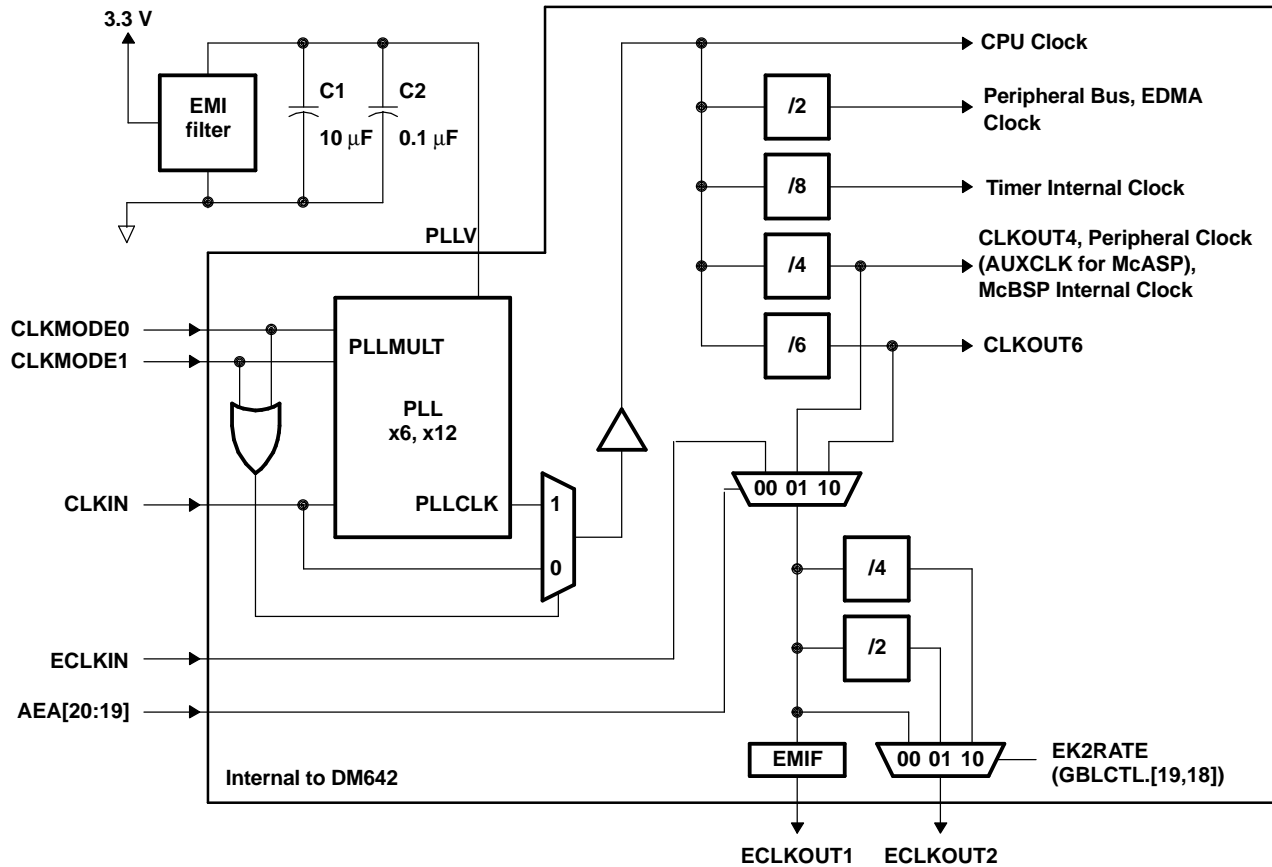 3.3 V
EMI
filter
C1
10 μF
C2
0.1 μF
PLLV
CPU Clock
/2
Peripheral Bus, EDMA
Clock
/8
Timer Internal Clock
/4
CLKOUT4, Peripheral Clock
(AUXCLK for McASP),
McBSP Internal Clock
/6
CLKOUT6
CLKMODE0
CLKMODE1
PLLMULT
PLL
x6, x12
CLKIN
PLLCLK
1
0
00 01 10
/4
/2
ECLKIN
AEA[20:19]
EMIF
00 01 10
EK2RATE
(GBLCTL.[19,18])
Internal to DM642
ECLKOUT1
ECLKOUT2